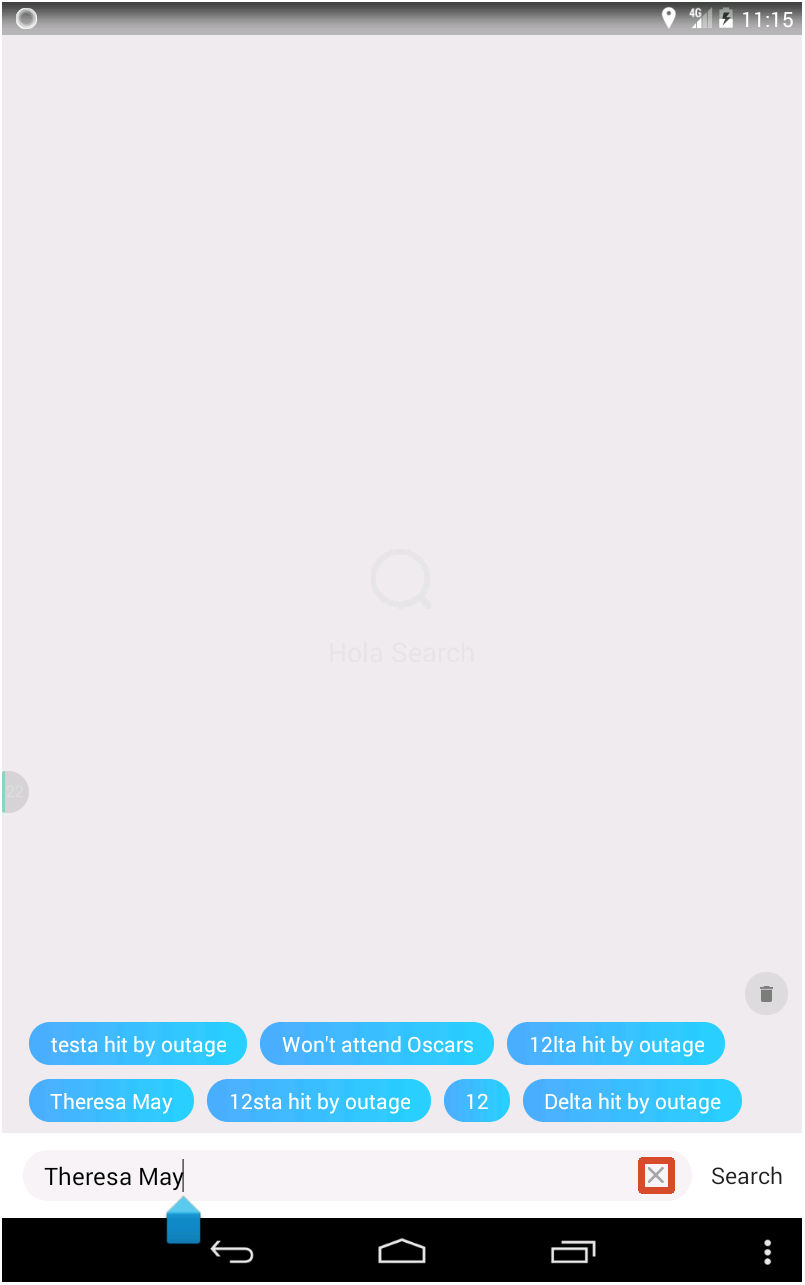 4G 11:15
Hola Search
22
testa hit by outage Won't attend Oscars 12lta hit by outage
Theresa May 12sta hit by outage 12 Delta hit by outage
Theresa May Search